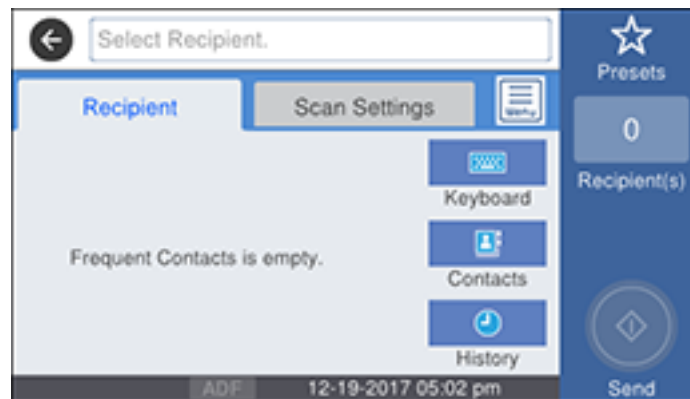 Select Recipient.
Presets
Recipient
Scan Settings
Menu
0
Recipient(s)
Keyboard
Frequent Contacts is empty.
Contacts
History
ADF
12-19-2017 05:02 pm
Send